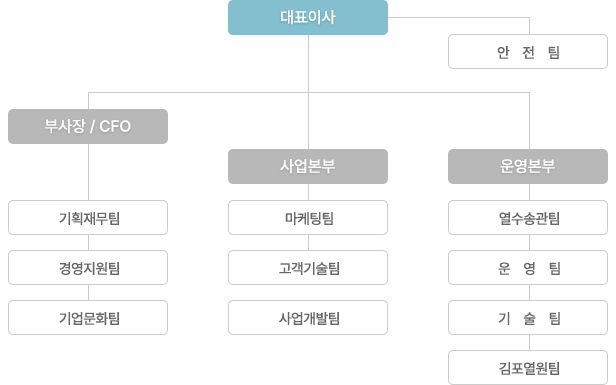 대표이사
안 전 팀
부사장 / CFO
사업본부
운영본부
기획재무팀
마케팅팀
열수송관팀
경영지원팀
고객기술팀
운 영 팀
기업문화팀
사업개발팀
기 술 팀
김포열원팀